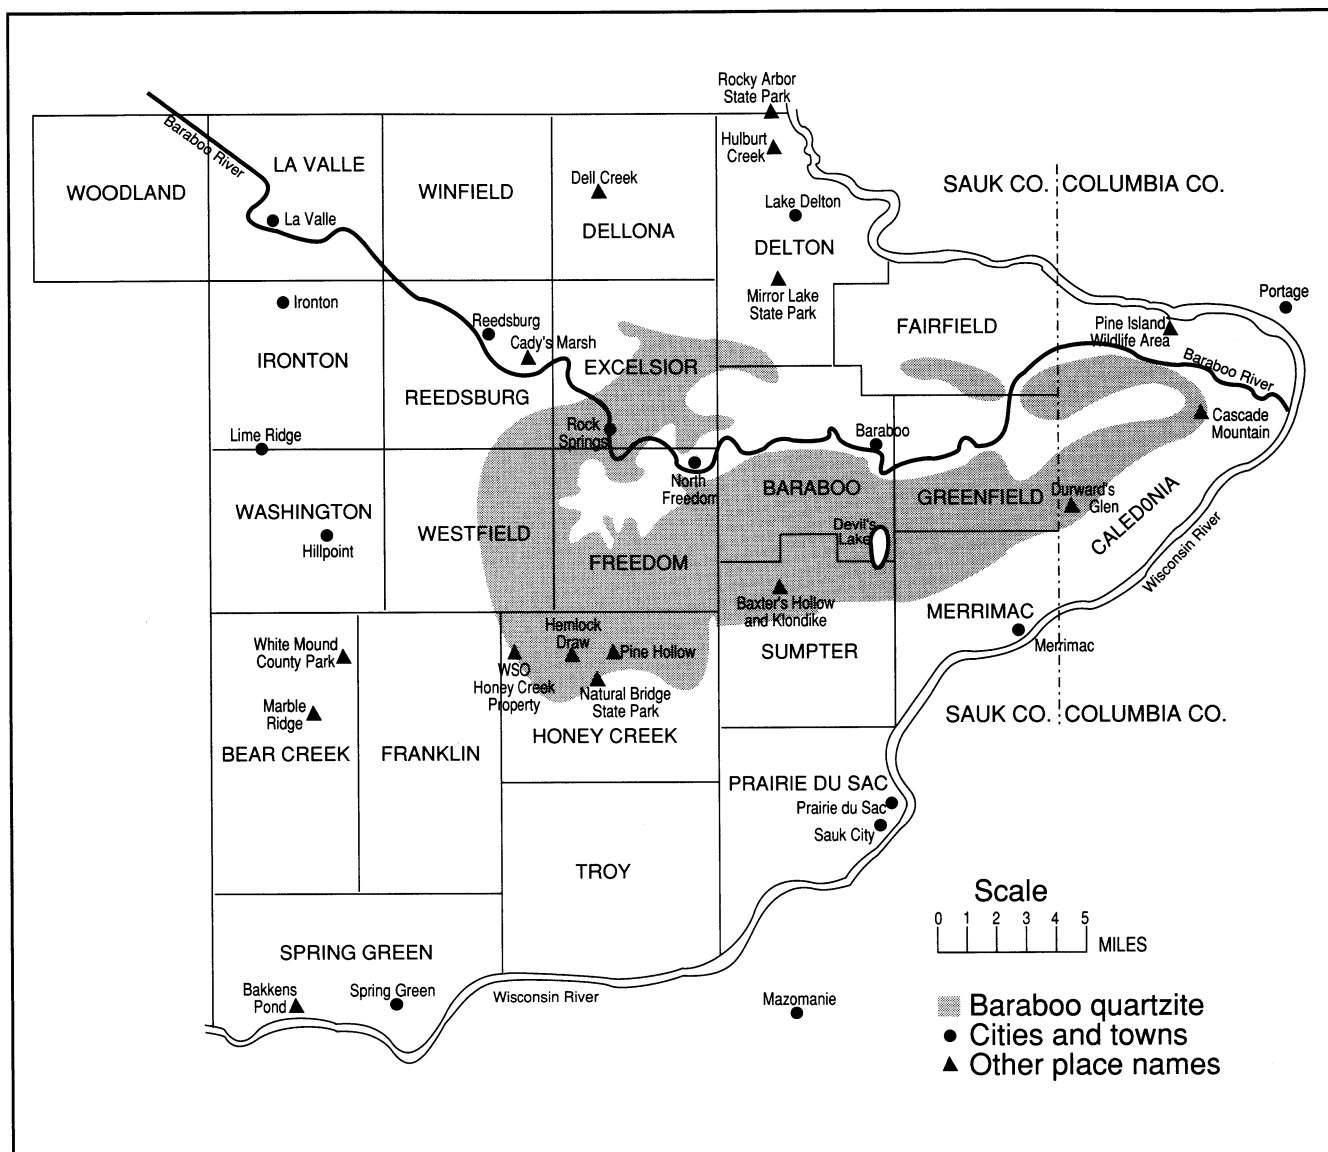 Rocky Arbor
State Park
Baraboo River
LA VALLE
Hulburt
Creek
WOODLAND
WINFIELD
Dell Creek
SAUK CO.
COLUMBIA CO.
La Valle
Lake Delton
DELLONA
DELTON
Ironton
Mirror Lake
State Park
Portage
Reedsburg
Cady's Marsh
FAIRFIELD
Pine Island
Wildlife Area
Baraboo River
IRONTON
EXCELSIOR
REEDSBURG
Cascade
Mountain
Lime Ridge
Rock
Springs
Baraboo
North
Freedom
BARABOO
GREENFIELD
Durward's
Glen
CALEDONIA
WASHINGTON
Hillpoint
WESTFIELD
Devil's
Lake
FREEDOM
Wisconsin River
Baxter's Hollow
and Klondike
MERRIMAC
Merrimac
White Mound
County Park
Hemlock
Draw
Pine Hollow
SUMPTER
WSO
Honey Creek
Property
Natural Bridge
State Park
Marble
Ridge
SAUK CO.
COLUMBIA CO.
HONEY CREEK
BEAR CREEK
FRANKLIN
PRAIRIE DU SAC
Prairie du Sac
Sauk City
TROY
Scale
0 1 2 3 4 5
MILES
SPRING GREEN
Bakkens
Pond
Spring Green
Wisconsin River
Mazomanie
Baraboo quartzite
Cities and towns
Other place names